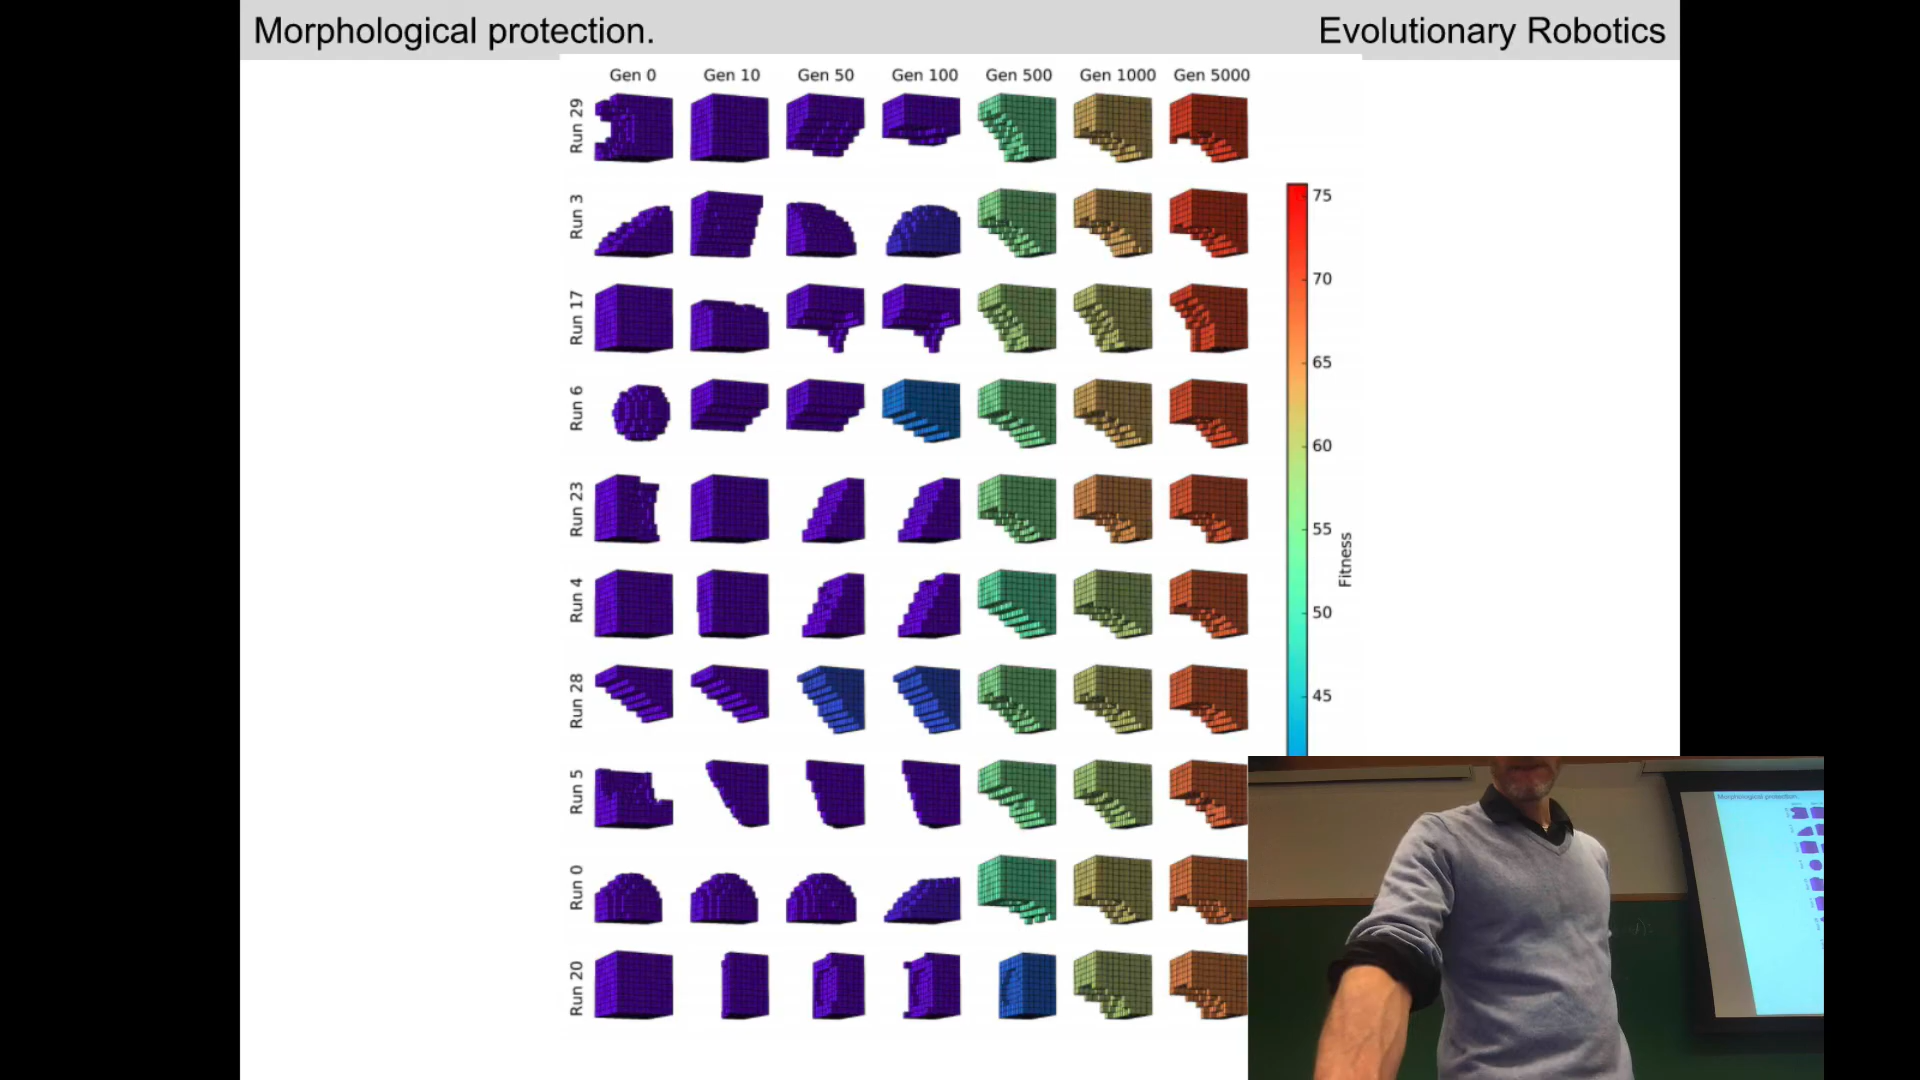 Morphological protection.
Evolutionary Robotics
Gen 0 Gen 10 Gen 50 Gen 100 Gen 500 Gen 1000 Gen 5000
Run 29
Run 3
Run 17
Run 6
Run 23
Run 4
Run 28
Run 5
Run 0
Run 20
75
70
65
60
55
50
45
Fitness
Morphological protection.